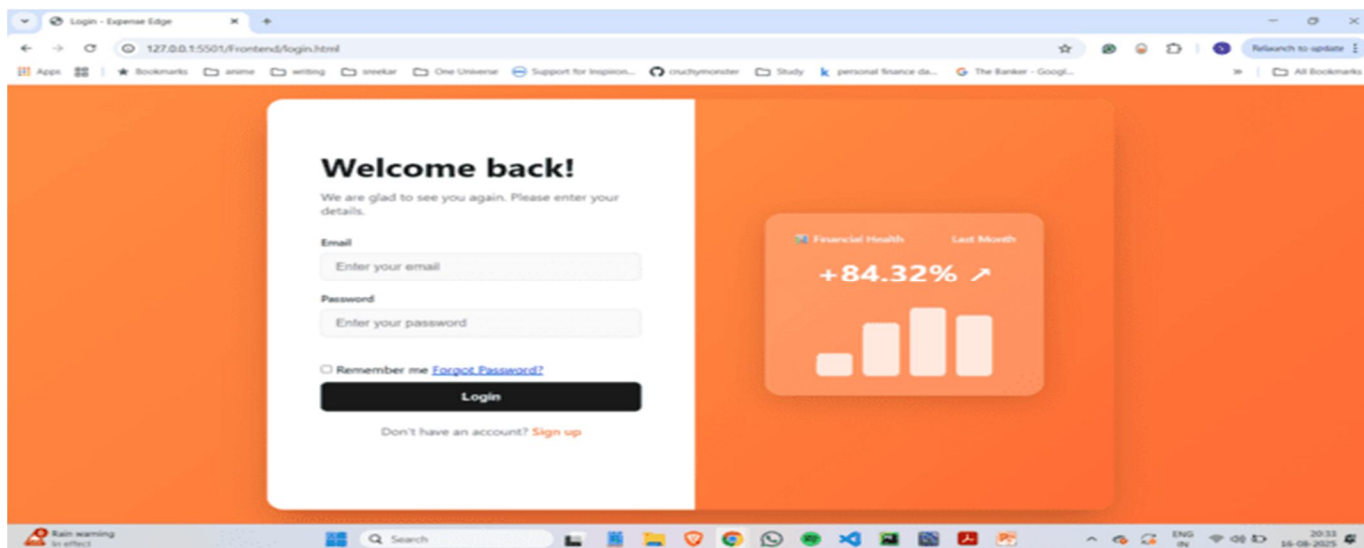 Login - Expense Edge
127.0.0.1:5501/Frontend/login.html
Relaunch to update
Apps Bookmarks anime writing sreekar One Universe Support for Inspiron... cruchymonster Study personal finance da... The Banker - Googl... All Bookmarks
Welcome back!
We are glad to see you again. Please enter your
details.
Email
Enter your email
Password
Enter your password
Remember me Forgot Password?
Login
Don't have an account? Sign up
Financial Health Last Month
+84.32% ↗
Rain warning
In effect
Search
ENG
IN
20:33
16-08-2025